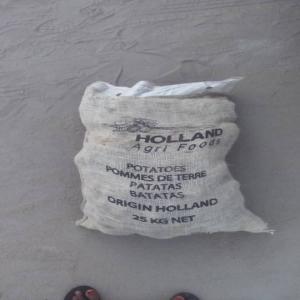 HOLLAND
Agri Foods
POTATOES
POMMES DE TERRE
PATATAS
BATATAS
ORIGIN HOLLAND
25 KG NET